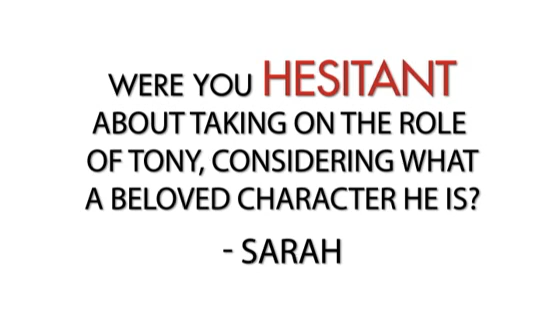 WERE YOU HESITANT
ABOUT TAKING ON THE ROLE
OF TONY, CONSIDERING WHAT
A BELOVED CHARACTER HE IS?
- SARAH